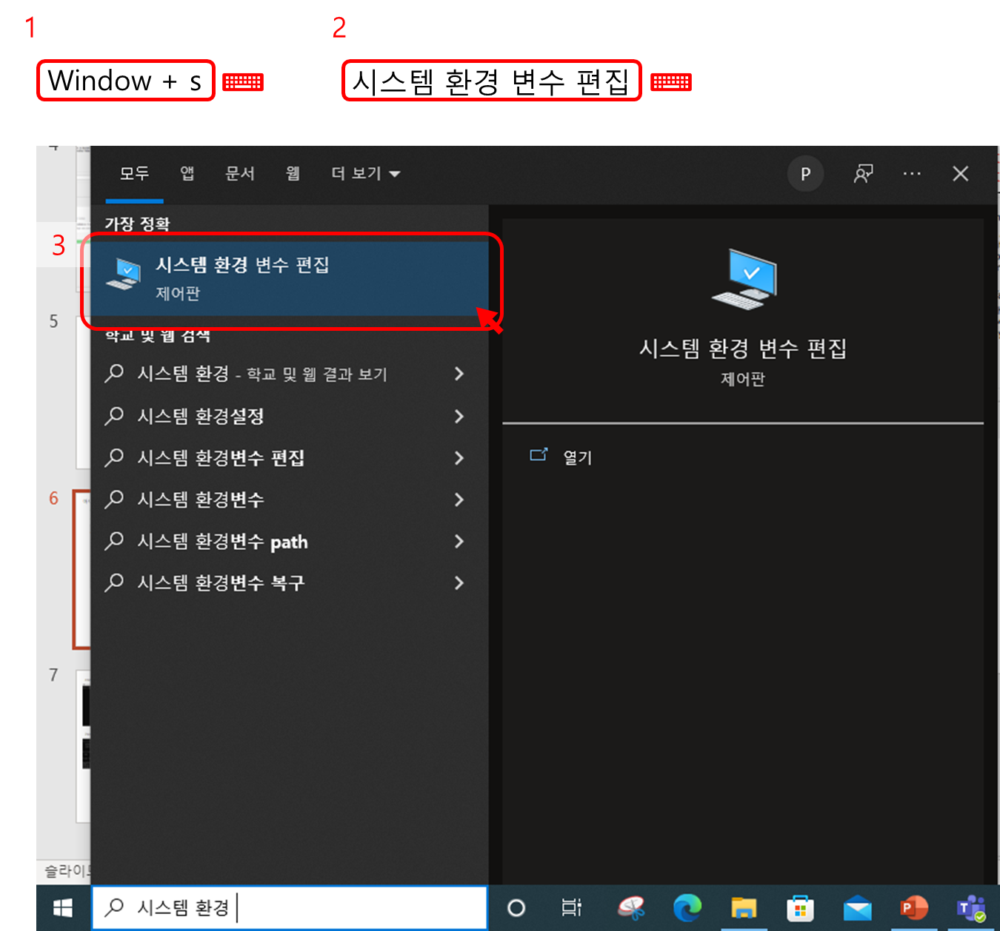 1
2
Window + s
시스템 환경 변수 편집
4
모두 앱 문서 웹 더 보기
P
가장 정확
3
시스템 환경 변수 편집
제어판
학교 및 웹 검색
시스템 환경 - 학교 및 웹 결과 보기
시스템 환경설정
시스템 환경변수 편집
시스템 환경변수
시스템 환경변수 path
시스템 환경변수 복구
시스템 환경 변수 편집
제어판
열기
5
6
7
슬라이드
시스템 환경
P
T